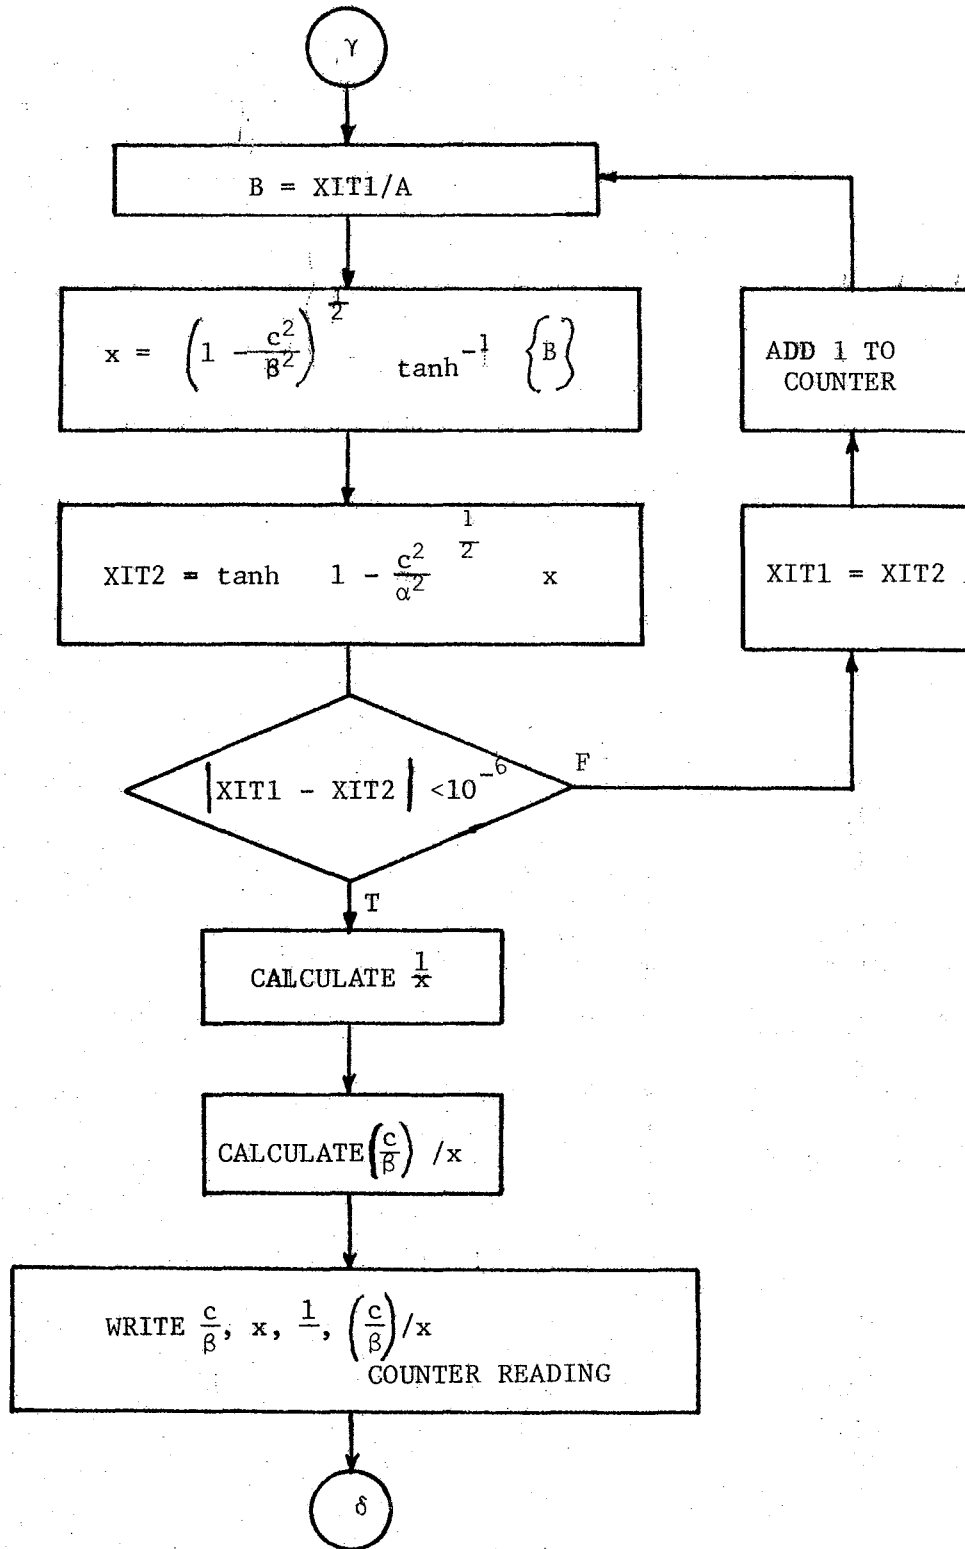 γ
B = XIT1/A
x = (1 - c²/β²)^½ tanh⁻¹ {B}
ADD 1 TO
COUNTER
XIT2 = tanh 1 - c²/α² ½ x
XIT1 = XIT2
|XIT1 - XIT2| <10⁻⁶
F
T
CALCULATE 1/x
CALCULATE (c/β) /x
WRITE c/β, x, 1/, (c/β)/x
COUNTER READING
δ